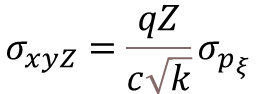 σ_{xyZ} = \frac{qZ}{c\sqrt{k}} σ_{p_ξ}